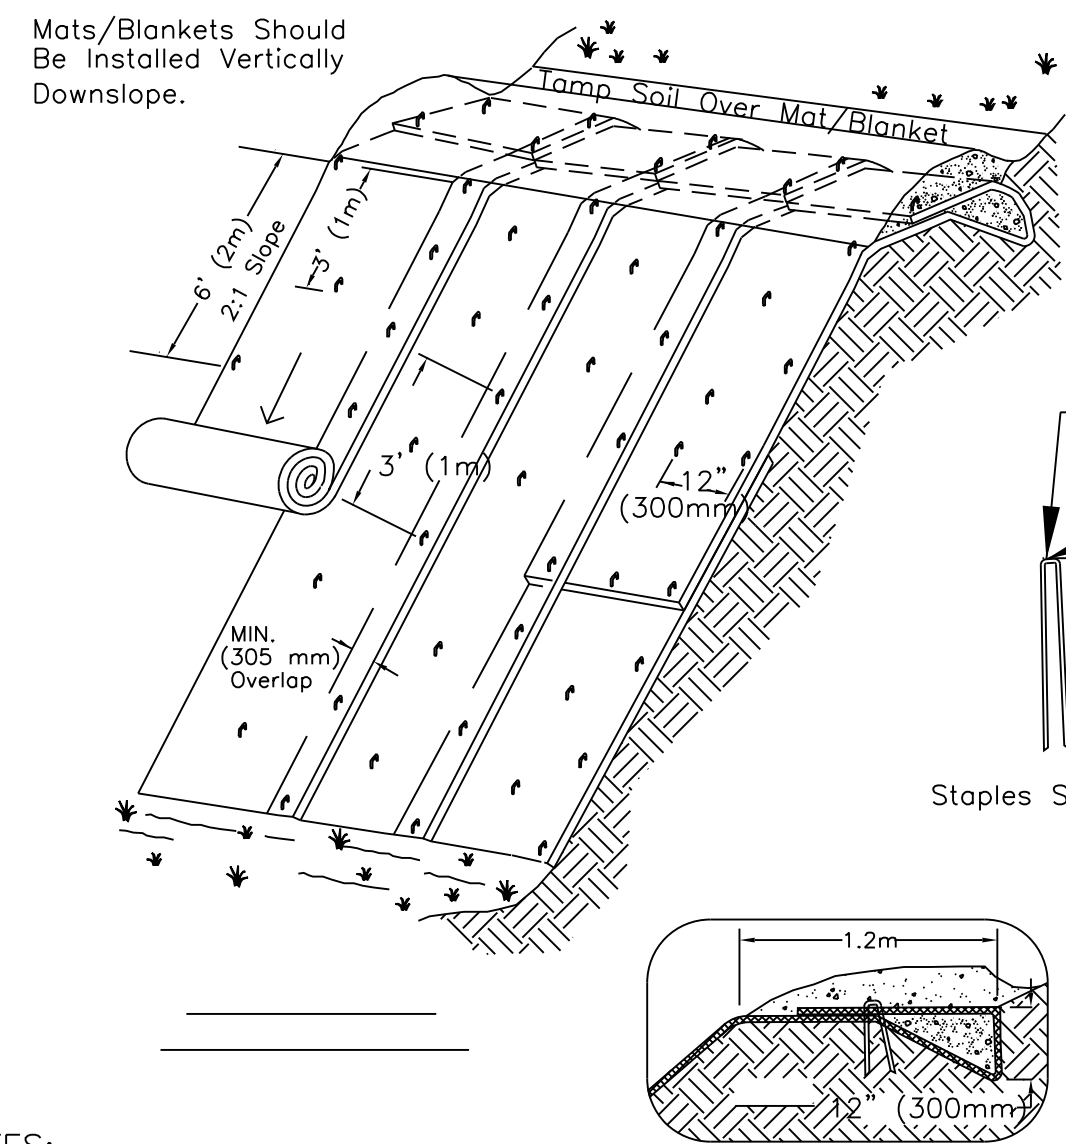 Mats/Blankets Should
Be Installed Vertically
Downslope.
Tamp Soil Over Mat/Blanket
6' (2m)
2:1 Slope
3' (1m)
3' (1m)
12"
(300mm)
MIN.
(305 mm)
Overlap
Staples S
1.2m
12" (300mm)